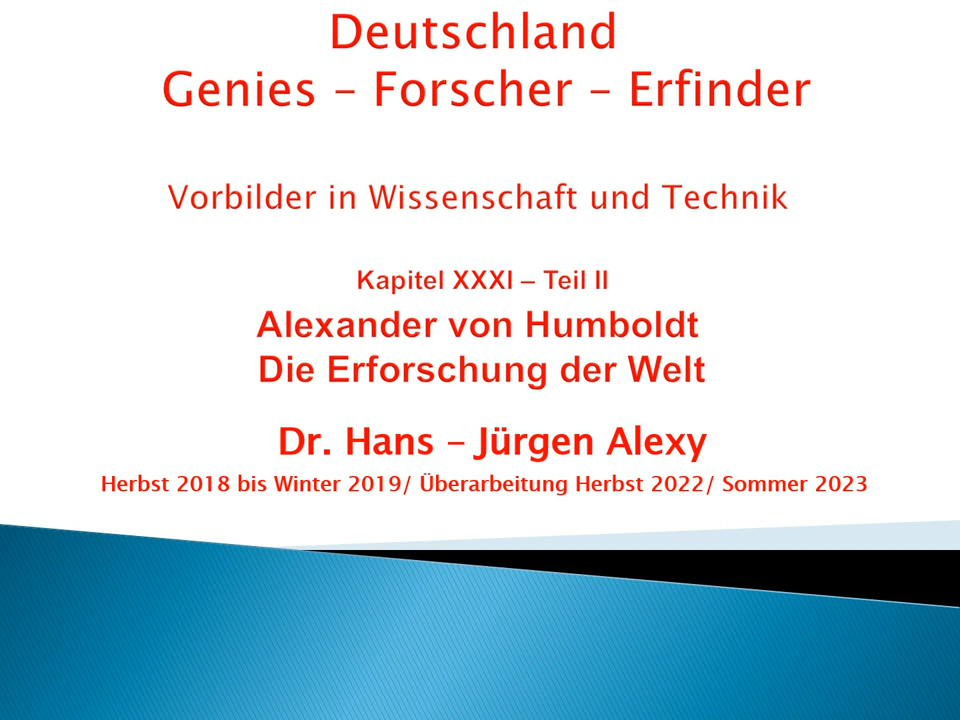 Deutschland
Genies – Forscher – Erfinder
Vorbilder in Wissenschaft und Technik
Kapitel XXXI – Teil II
Alexander von Humboldt
Die Erforschung der Welt
Dr. Hans – Jürgen Alexy
Herbst 2018 bis Winter 2019/ Überarbeitung Herbst 2022/ Sommer 2023